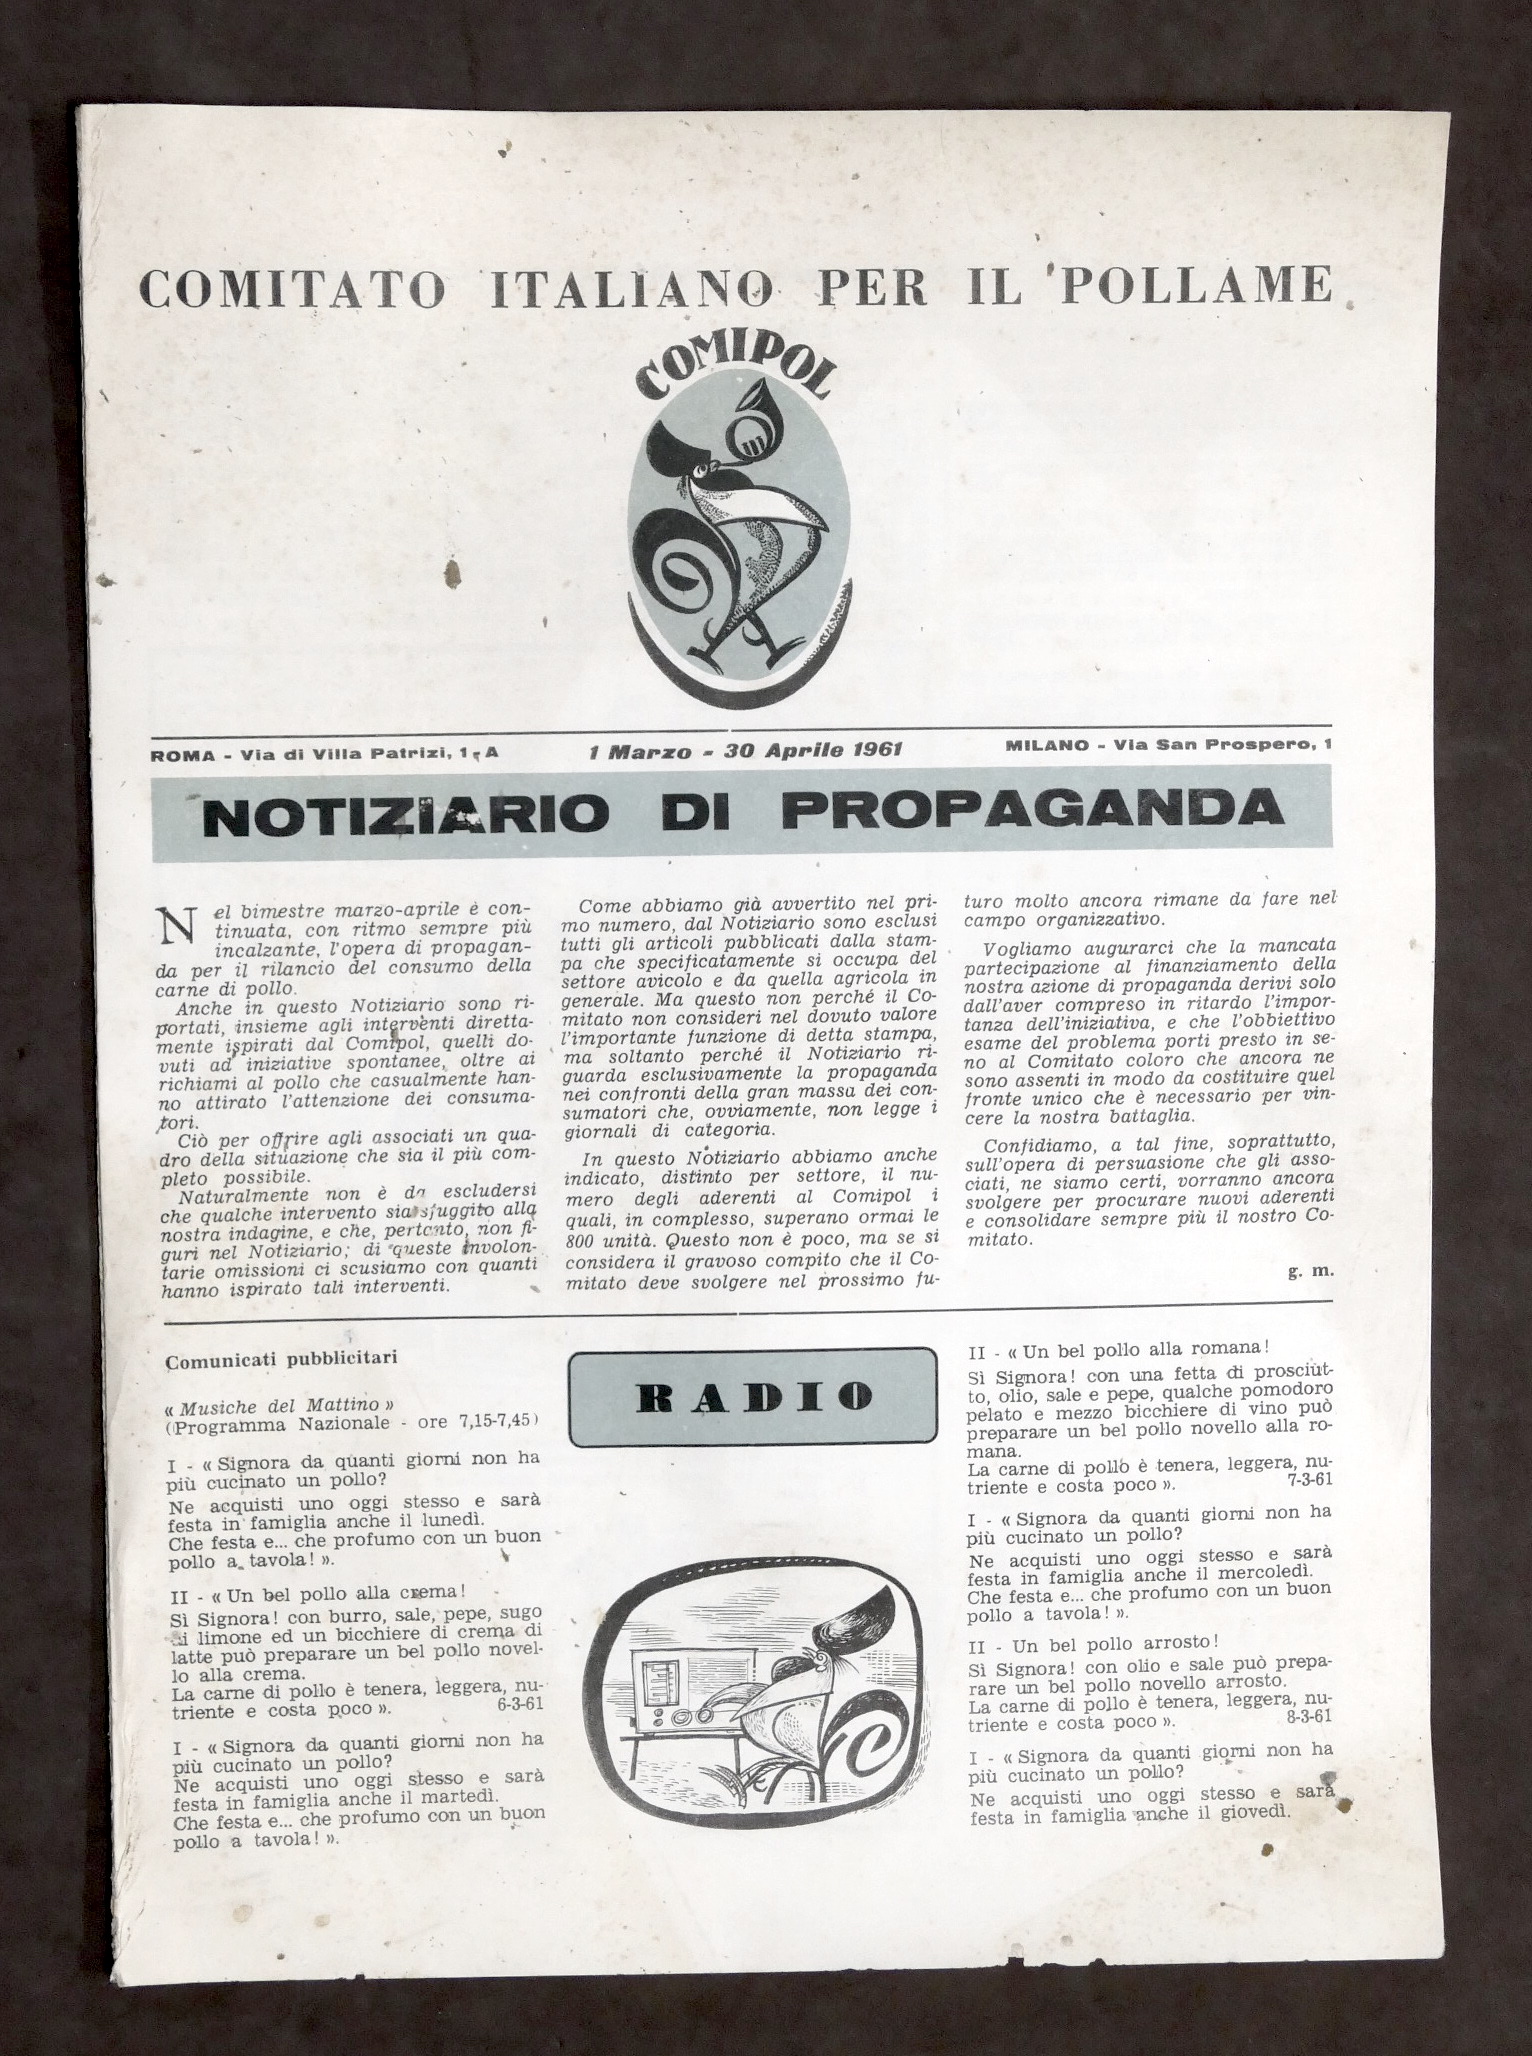 COMITATO ITALIANO PER IL POLLAME
COMIPOL
ROMA - Via di Villa Patrizi, 1-A
1 Marzo - 30 Aprile 1961
MILANO - Via San Prospero, 1
NOTIZIARIO DI PROPAGANDA
Nel bimestre marzo-aprile è con-
tinuata, con ritmo sempre più
incalzante, l'opera di propagan-
da per il rilancio del consumo della
carne di pollo.
Anche in questo Notiziario sono ri-
portati, insieme agli interventi diretta-
mente ispirati dal Comipol, quelli do-
vuti ad iniziative spontanee, oltre ai
richiami al pollo che casualmente han-
no attirato l'attenzione dei consuma-
tori.
Ciò per offrire agli associati un qua-
dro della situazione che sia il più com-
pleto possibile.
Naturalmente non è da escludersi
che qualche intervento sia sfuggito alla
nostra indagine, e che, pertanto, non fi-
guri nel Notiziario; di queste involon-
tarie omissioni ci scusiamo con quanti
hanno ispirato tali interventi.
Come abbiamo già avvertito nel pri-
mo numero, dal Notiziario sono esclusi
tutti gli articoli pubblicati dalla stam-
pa che specificatamente si occupa del
settore avicolo e da quella agricola in
generale. Ma questo non perché il Co-
mitato non consideri nel dovuto valore
l'importante funzione di detta stampa,
ma soltanto perché il Notiziario ri-
guarda esclusivamente la propaganda
nei confronti della gran massa dei con-
sumatori che, ovviamente, non legge i
giornali di categoria.
In questo Notiziario abbiamo anche
indicato, distinto per settore, il nu-
mero degli aderenti al Comipol i
quali, in complesso, superano ormai le
800 unità. Questo non è poco, ma se si
considera il gravoso compito che il Co-
mitato deve svolgere nel prossimo fu-
turo molto ancora rimane da fare nel
campo organizzativo.
Vogliamo augurarci che la mancata
partecipazione al finanziamento della
nostra azione di propaganda derivi solo
dall'aver compreso in ritardo l'impor-
tanza dell'iniziativa, e che l'obbiettivo
esame del problema porti presto in se-
no al Comitato coloro che ancora ne
sono assenti in modo da costituire quel
fronte unico che è necessario per vin-
cere la nostra battaglia.
Confidiamo, a tal fine, soprattutto,
sull'opera di persuasione che gli asso-
ciati, ne siamo certi, vorranno ancora
svolgere per procurare nuovi aderenti
e consolidare sempre più il nostro Co-
mitato.
g. m.
Comunicati pubblicitari
« Musiche del Mattino »
(Programma Nazionale - ore 7,15-7,45)
I - « Signora da quanti giorni non ha
più cucinato un pollo?
Ne acquisti uno oggi stesso e sarà
festa in famiglia anche il lunedì.
Che festa e... che profumo con un buon
pollo a tavola! ».
II - « Un bel pollo alla crema!
Sì Signora! con burro, sale, pepe, sugo
di limone ed un bicchiere di crema di
latte può preparare un bel pollo novel-
lo alla crema.
La carne di pollo è tenera, leggera, nu-
triente e costa poco ». 6-3-61
I - « Signora da quanti giorni non ha
più cucinato un pollo?
Ne acquisti uno oggi stesso e sarà
festa in famiglia anche il martedì.
Che festa e... che profumo con un buon
pollo a tavola! ».
RADIO
II - « Un bel pollo alla romana!
Sì Signora! con una fetta di prosciut-
to, olio, sale e pepe, qualche pomodoro
pelato e mezzo bicchiere di vino può
preparare un bel pollo novello alla ro-
mana.
La carne di pollo è tenera, leggera, nu-
triente e costa poco ». 7-3-61
I - « Signora da quanti giorni non ha
più cucinato un pollo?
Ne acquisti uno oggi stesso e sarà
festa in famiglia anche il mercoledì.
Che festa e... che profumo con un buon
pollo a tavola! ».
II - Un bel pollo arrosto!
Sì Signora! con olio e sale può prepa-
rare un bel pollo novello arrosto.
La carne di pollo è tenera, leggera, nu-
triente e costa poco ». 8-3-61
I - « Signora da quanti giorni non ha
più cucinato un pollo?
Ne acquisti uno oggi stesso e sarà
festa in famiglia anche il giovedì.